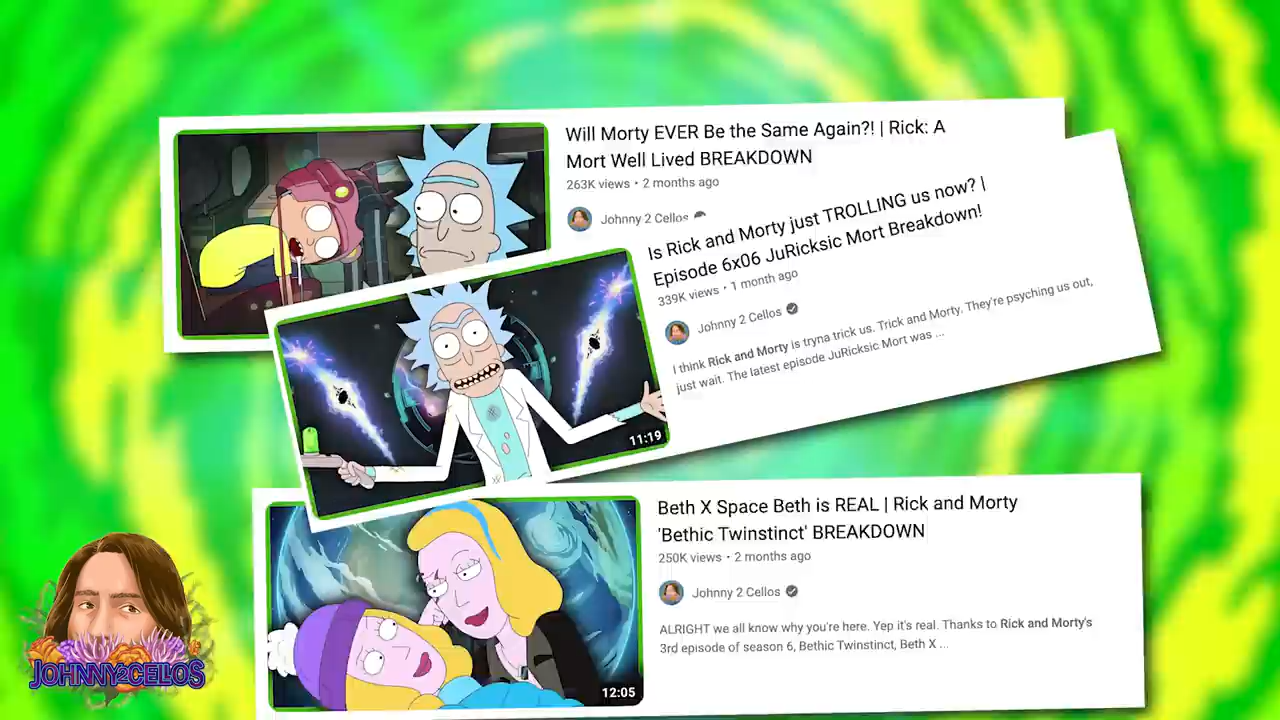 Will Morty EVER Be the Same Again?! | Rick: A
Mort Well Lived BREAKDOWN
263K views • 2 months ago
Johnny 2 Cellos
Is Rick and Morty just TROLLING us now? |
Episode 6x06 JuRicksic Mort Breakdown!
339K views • 1 month ago
Johnny 2 Cellos
I think Rick and Morty is tryna trick us. Trick and Morty. They're psyching us out,
just wait. The latest episode JuRicksic Mort was ...
11:19
Beth X Space Beth is REAL | Rick and Morty
'Bethic Twinstinct' BREAKDOWN
250K views • 2 months ago
Johnny 2 Cellos
ALRIGHT we all know why you're here. Yep it's real. Thanks to Rick and Morty's
3rd episode of season 6, Bethic Twinstinct, Beth X ...
12:05
JOHNNY2CELLOS